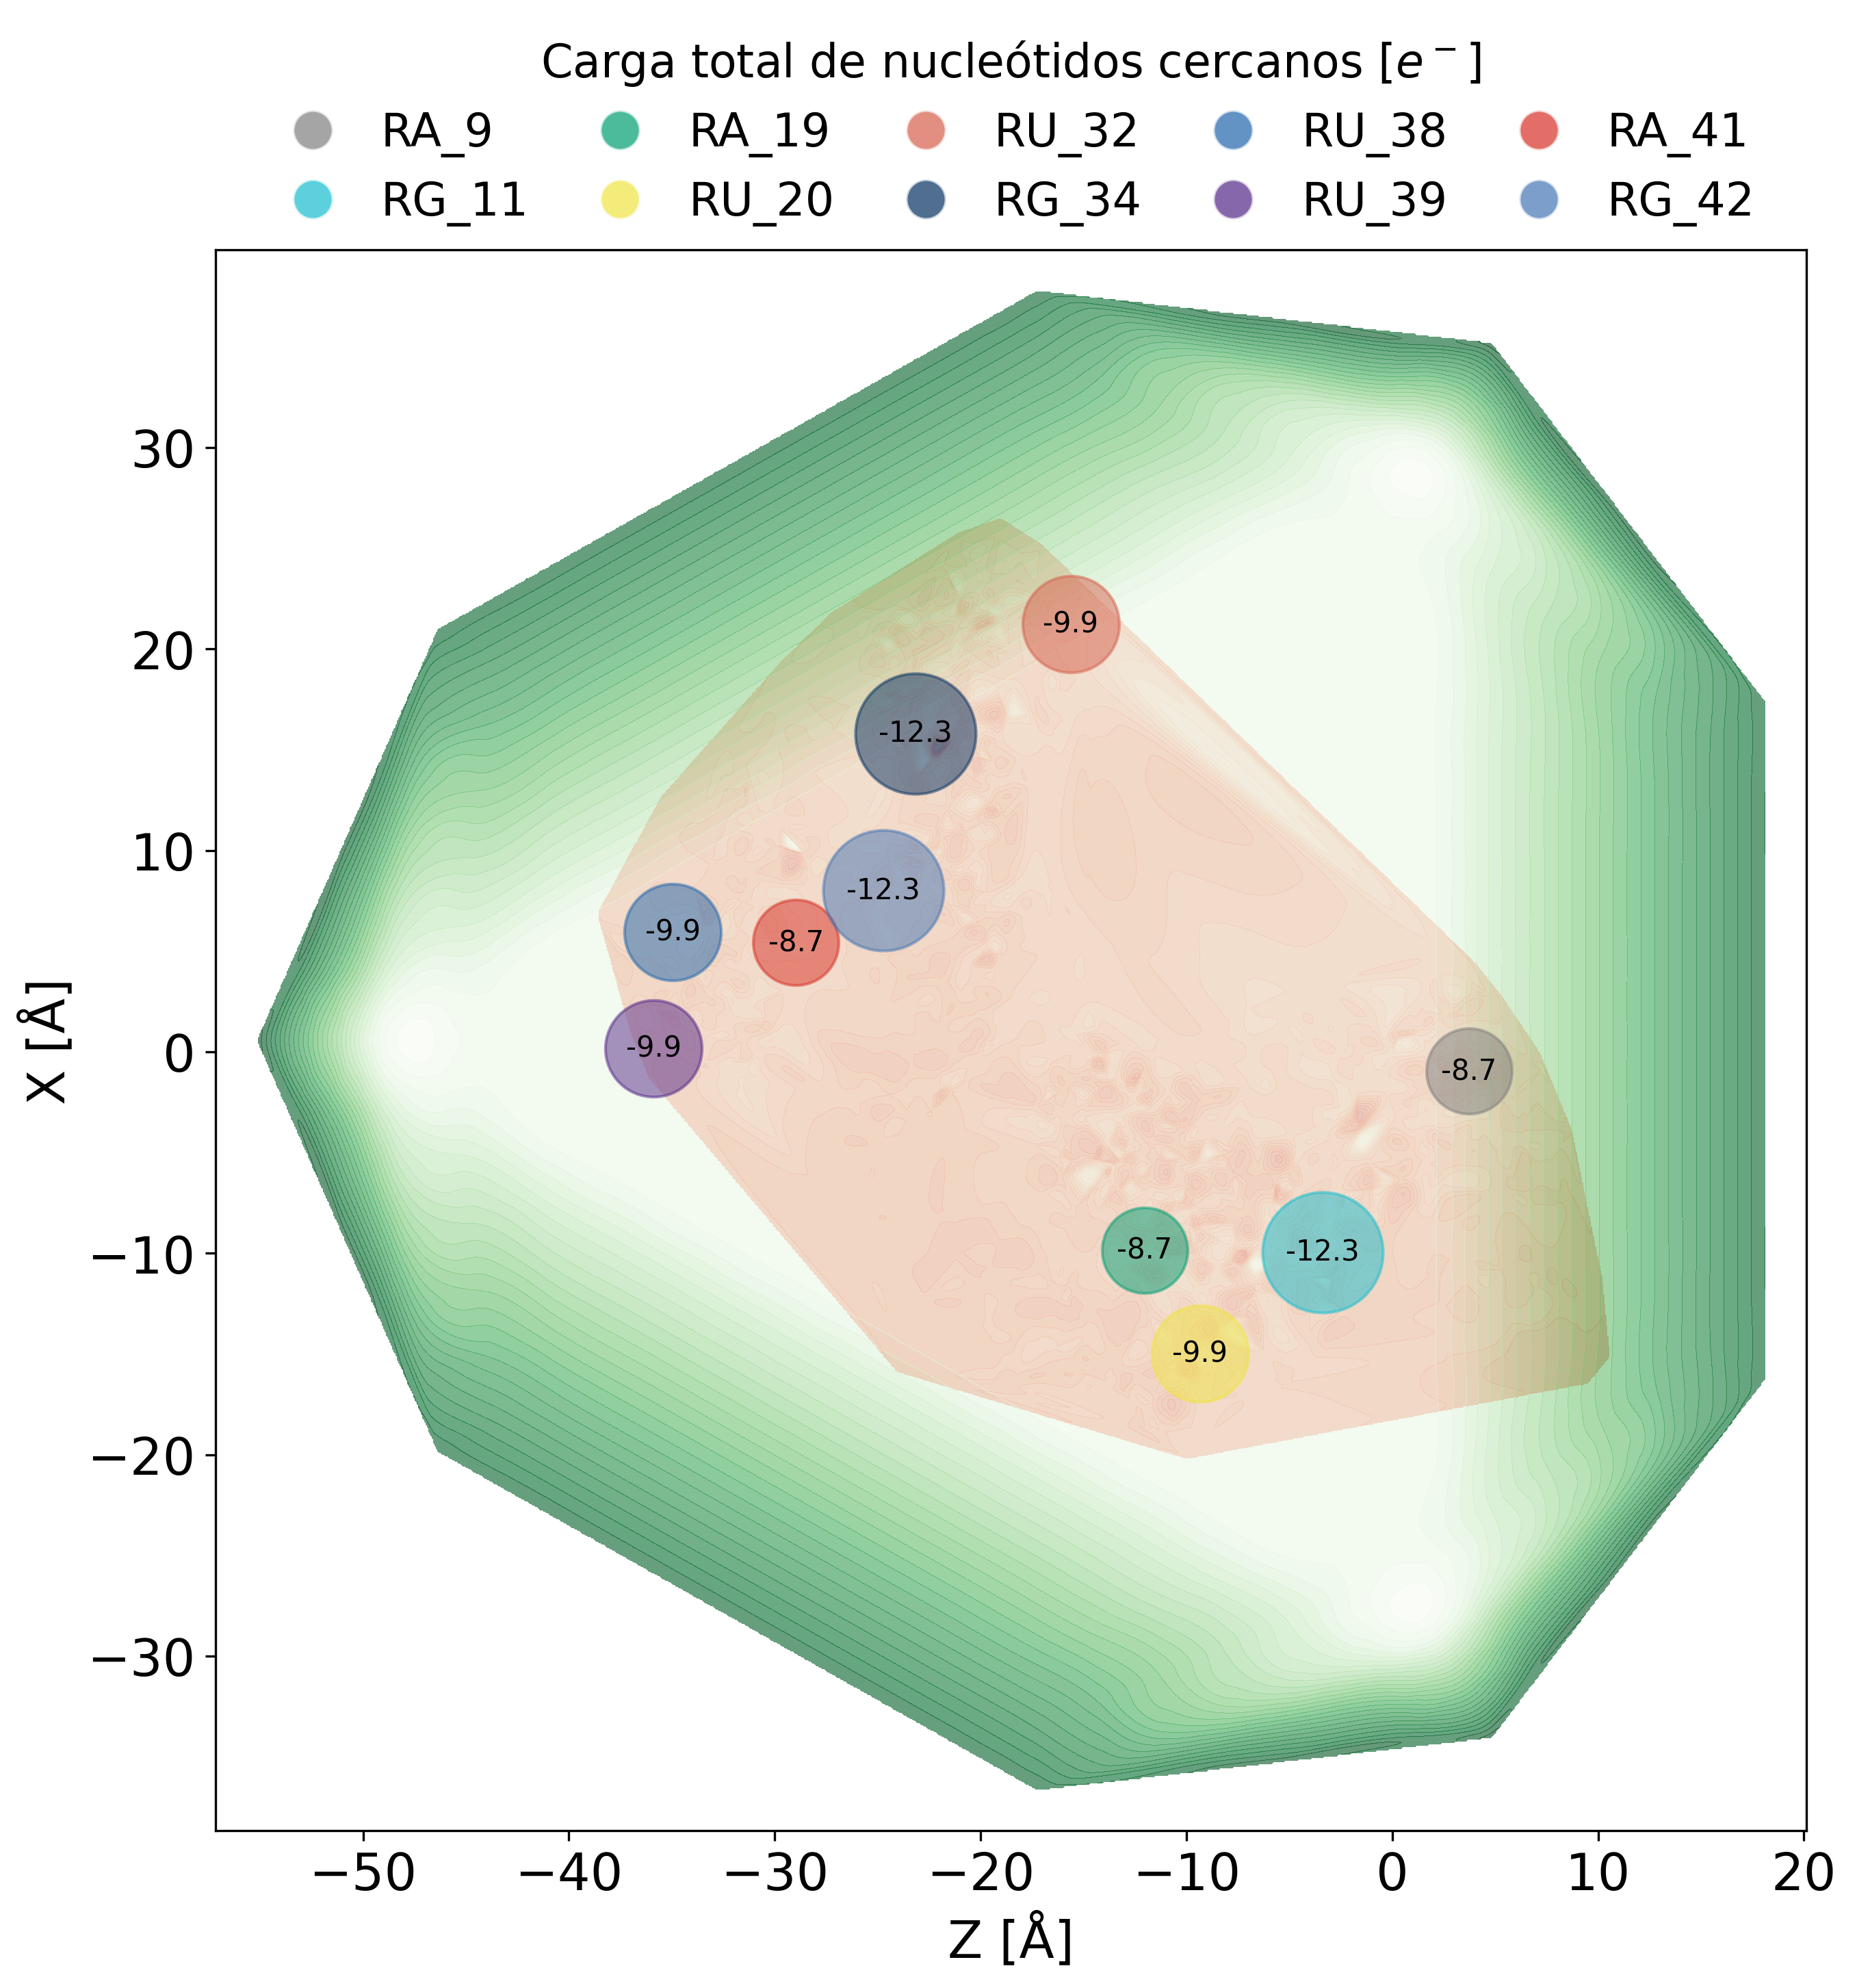 Carga total de nucleótidos cercanos [e⁻]
RA_9 RA_19 RU_32 RU_38 RA_41
RG_11 RU_20 RG_34 RU_39 RG_42
30
20
10
0
−10
−20
−30
X [Å]
-9.9
-12.3
-12.3
-9.9
-8.7
-9.9
-8.7
-8.7
-12.3
-9.9
−50 −40 −30 −20 −10 0 10 20
Z [Å]